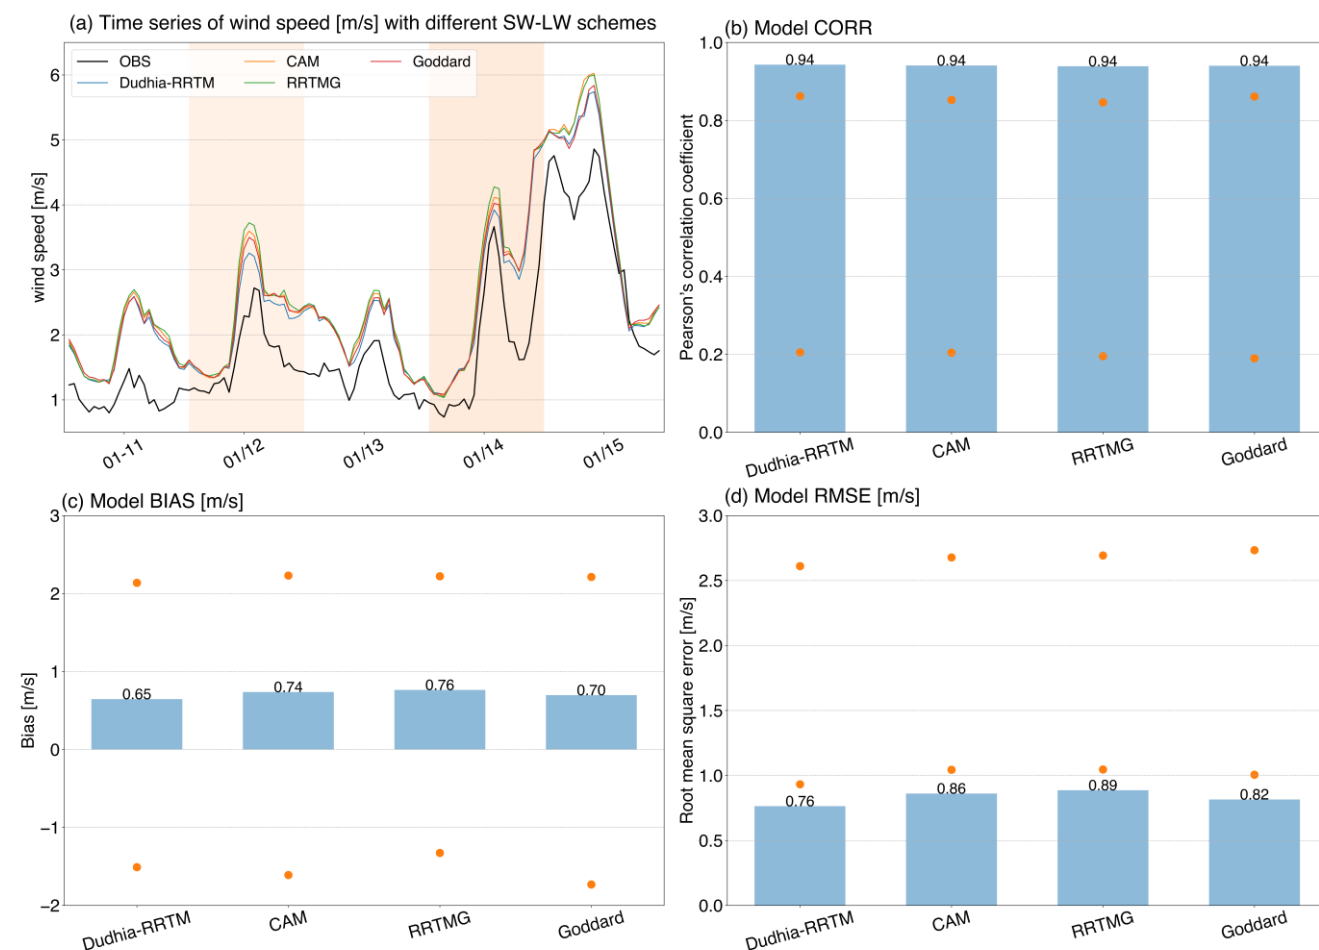 (a) Time series of wind speed [m/s] with different SW-LW schemes
OBS
Dudhia-RRTM
CAM
RRTMG
Goddard
wind speed [m/s]
6
5
4
3
2
1
01-11
01/12
01/13
01/14
01/15
(b) Model CORR
Pearson's correlation coefficient
1.0
0.8
0.6
0.4
0.2
0.0
0.94
0.94
0.94
0.94
Dudhia-RRTM
CAM
RRTMG
Goddard
(c) Model BIAS [m/s]
Bias [m/s]
3
2
1
0
−1
−2
0.65
0.74
0.76
0.70
Dudhia-RRTM
CAM
RRTMG
Goddard
(d) Model RMSE [m/s]
Root mean square error [m/s]
3.0
2.5
2.0
1.5
1.0
0.5
0.0
0.76
0.86
0.89
0.82
Dudhia-RRTM
CAM
RRTMG
Goddard